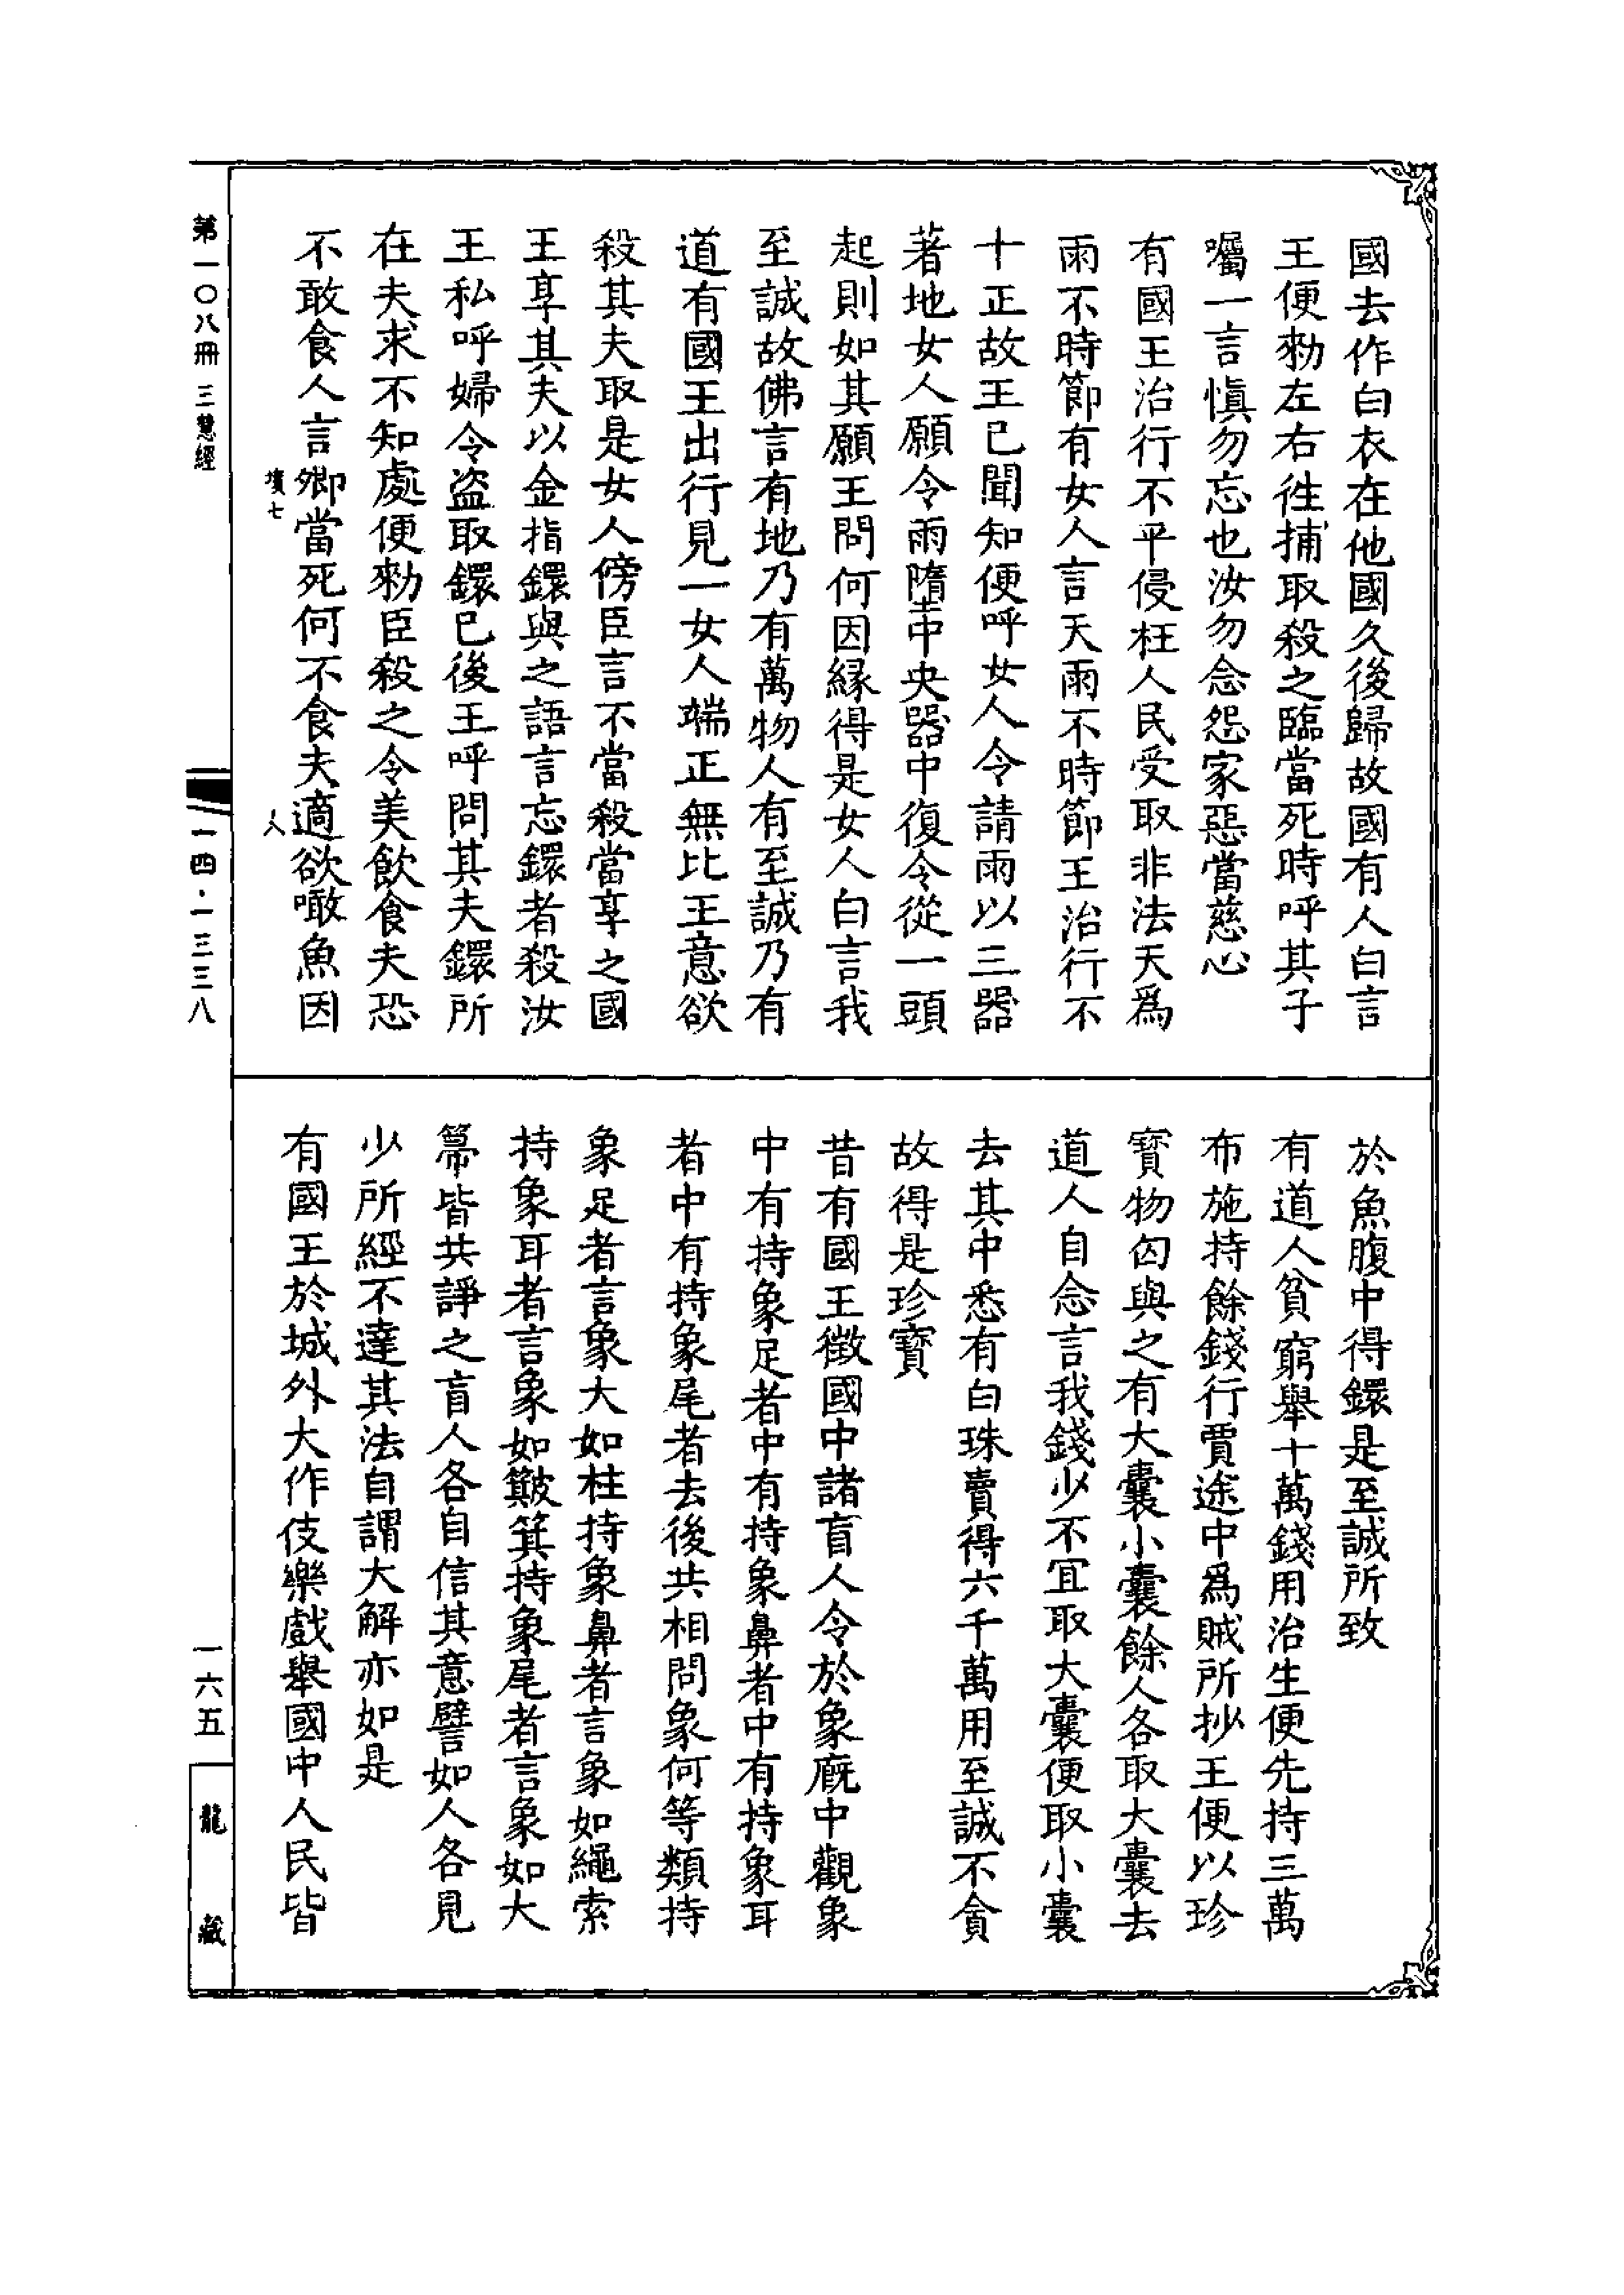 國去作白衣在他國久後歸故國有人白言
王便勑左右徃捕取殺之臨當死時呼其子
囑一言慎勿忘也汝勿念怨家惡當慈心
有國王治行不平侵枉人民受取非法天爲
雨不時節有女人言天雨不時節王治行不
十正故王已聞知便呼女人令請雨以三器
著地女人願令雨墮中央器中復令從一頭
起則如其願王問何因緣得是女人白言我
至誠故佛言有地乃有萬物人有至誠乃有
道有國王出行見一女人端正無比王意欲
殺其夫取是女人傍臣言不當殺當享之國
王享其夫以金指鐶與之語言忘鐶者殺汝
王私呼婦令盜取鐶已後王呼問其夫鐶所
在夫求不知處便勑臣殺之令美飲食夫恐
不敢食人言卿當死何不食夫適欲噉魚因
墳七
人
於魚腹中得鐶是至誠所致
有道人貧窮舉十萬錢用治生便先持三萬
布施持餘錢行賈途中爲賊所抄王便以珍
寶物匃與之有大囊小囊餘人各取大囊去
道人自念言我錢少不宜取大囊便取小囊
去其中悉有白珠賣得六千萬用至誠不貪
故得是珍寶
昔有國王徵國中諸盲人令於象廐中觀象
中有持象足者中有持象鼻者中有持象耳
者中有持象尾者去後共相問象何等類持
象足者言象大如柱持象鼻者言象如繩索
持象耳者言象如簸箕持象尾者言象如大
箒皆共諍之盲人各自信其意譬如人各見
少所經不達其法自謂大解亦如是
有國王於城外大作伎樂戲舉國中人民皆
第一〇八冊 三慧經
一四·一三三八
一六五
龍藏